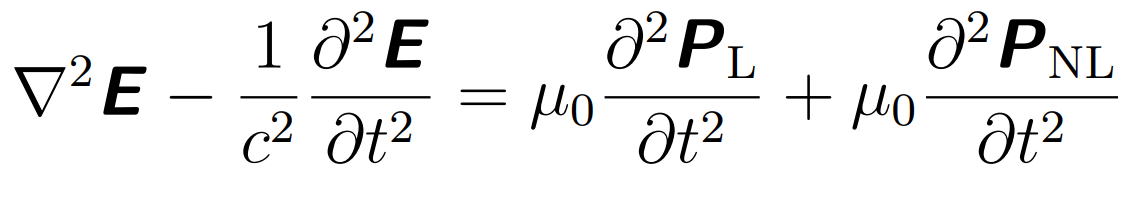 ∇²𝑬 − 1/c² ∂²𝑬/∂t² = μ₀ ∂²𝑷_L/∂t² + μ₀ ∂²𝑷_NL/∂t²